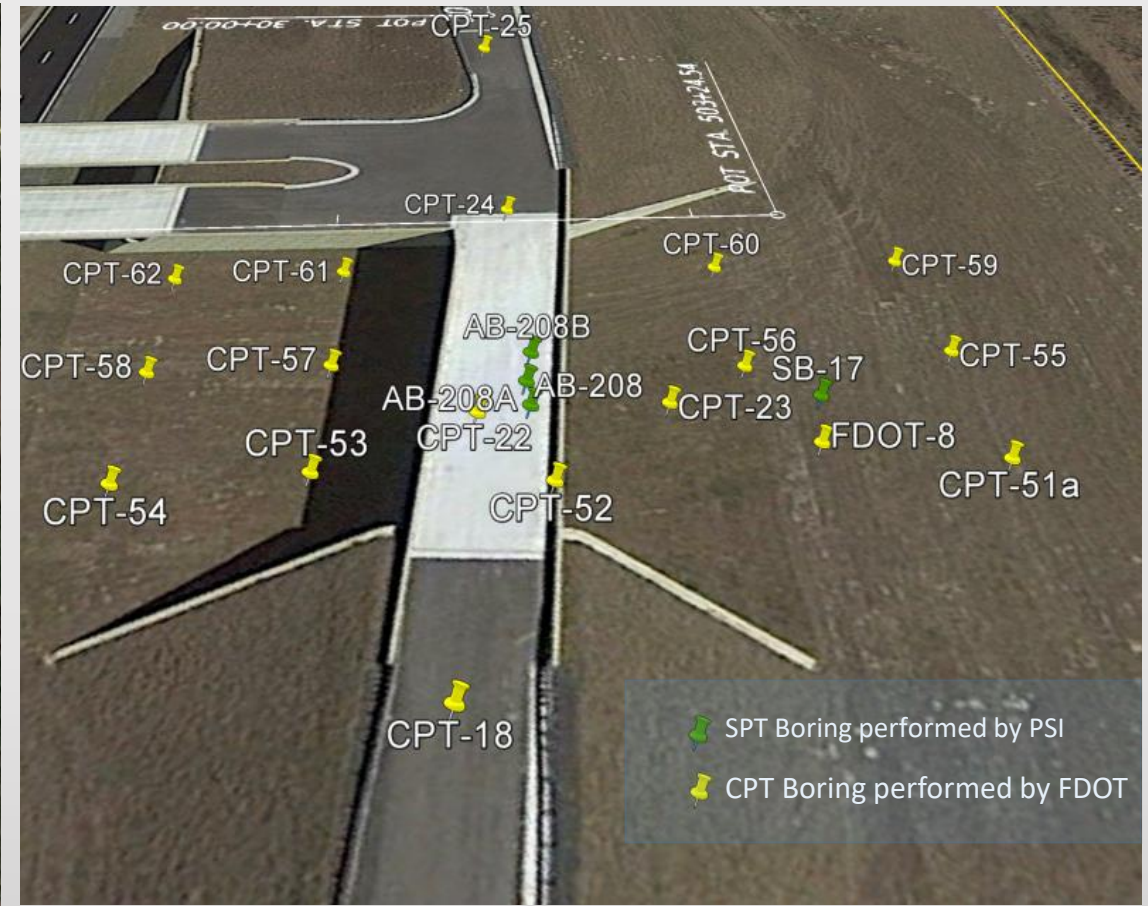 POT STA. 30+00.00
CPT-25
POT STA 503+24.54
CPT-24
CPT-60
CPT-59
CPT-62
CPT-61
AB-208B
CPT-56
CPT-55
CPT-58
CPT-57
SB-17
AB-208
AB-208A
CPT-23
CPT-22
FDOT-8
CPT-53
CPT-51a
CPT-54
CPT-52
CPT-18
SPT Boring performed by PSI
CPT Boring performed by FDOT